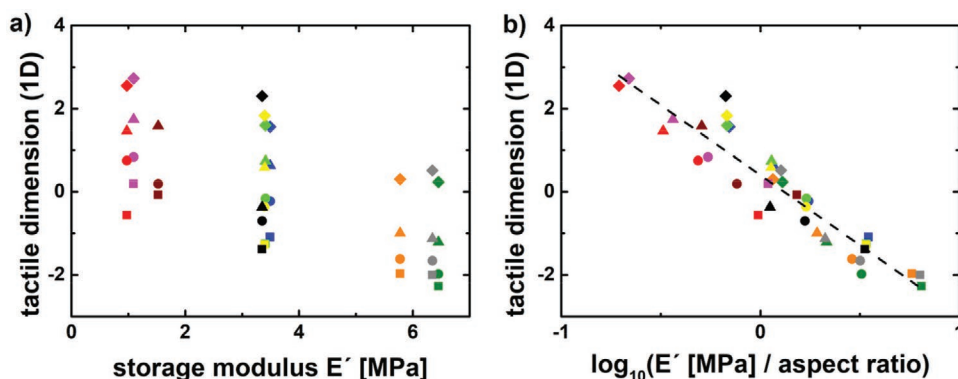 a)
tactile dimension (1D)
4
2
0
-2
0 2 4 6
storage modulus E´ [MPa]
b)
tactile dimension (1D)
4
2
0
-2
-1 0 1
log₁₀(E´ [MPa] / aspect ratio)